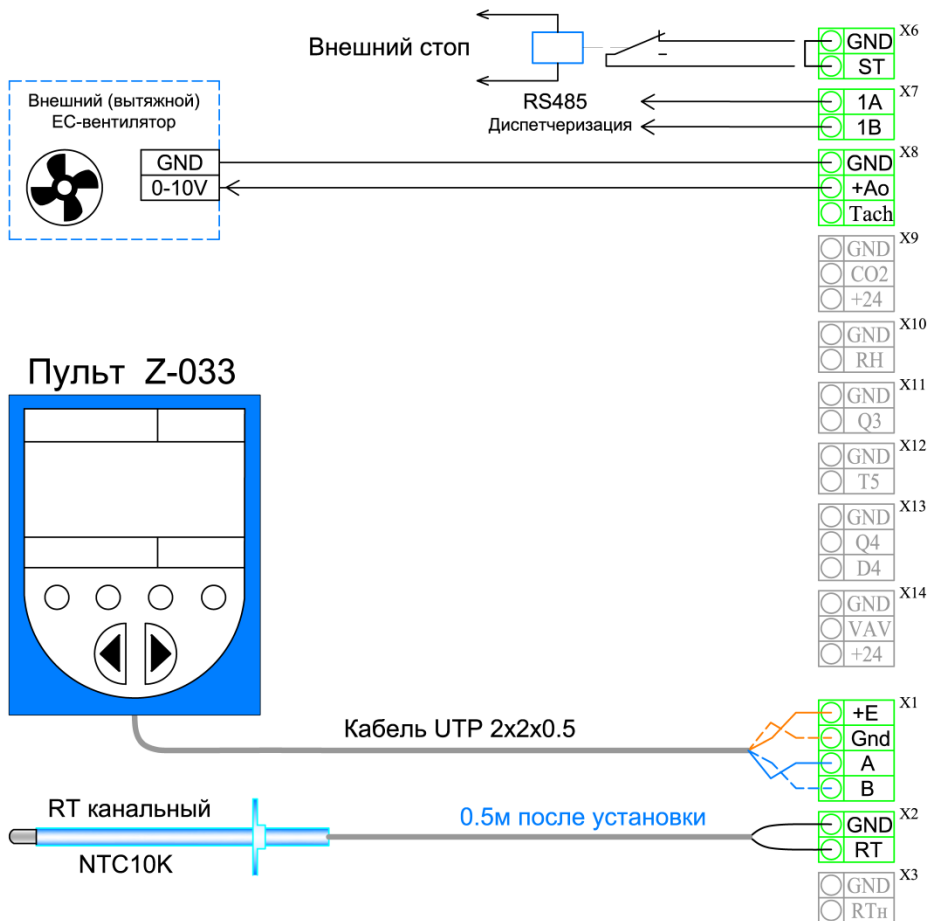 Внешний стоп
GND X6
ST
RS485
Диспетчеризация
1A X7
1B
Внешний (вытяжной)
EC-вентилятор
GND
0-10V
GND X8
+Ao
Tach
GND X9
CO2
+24
GND X10
RH
GND X11
Q3
GND X12
T5
GND X13
Q4
D4
GND X14
VAV
+24
Пульт Z-033
Кабель UTP 2x2x0.5
+E X1
Gnd
A
B
RT канальный
NTC10K
0.5м после установки
GND X2
RT
GND X3
RTн